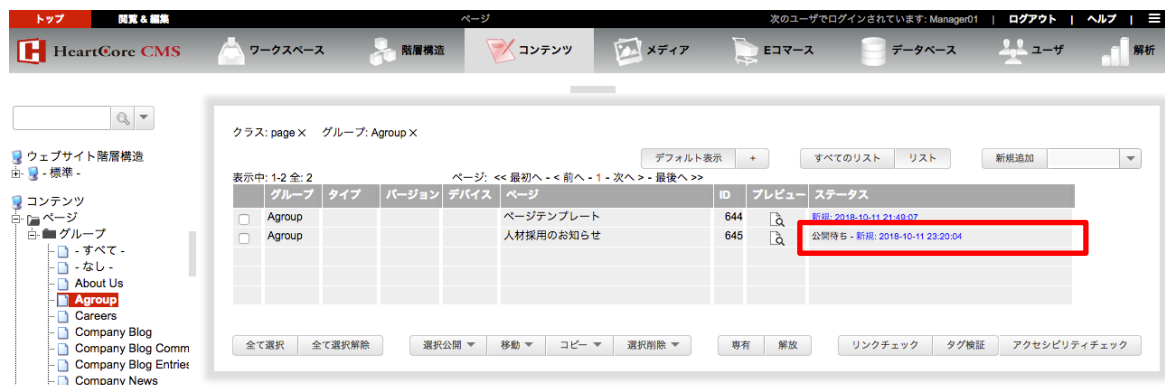 トップ 閲覧 & 編集 ページ 次のユーザでログインされています: Manager01 | ログアウト | ヘルプ |
HeartCore CMS ワークスペース 階層構造 コンテンツ メディア Eコマース データベース ユーザ 解析
クラス: page × グループ: Agroup ×
デフォルト表示 + すべてのリスト リスト 新規追加
表示中: 1-2 全: 2 ページ: << 最初へ - < 前へ - 1 - 次へ > - 最後へ >>
グループ タイプ バージョン デバイス ページ ID プレビュー ステータス
Agroup ページテンプレート 644 新規: 2018-10-11 21:49:07
Agroup 人材採用のお知らせ 645 公開待ち - 新規: 2018-10-11 23:20:04
全て選択 全て選択解除 選択公開 移動 コピー 選択削除 専有 解放 リンクチェック タグ検証 アクセシビリティチェック
ウェブサイト階層構造
- 標準 -
コンテンツ
ページ
グループ
- すべて -
- なし -
About Us
Agroup
Careers
Company Blog
Company Blog Comm
Company Blog Entries
Company News